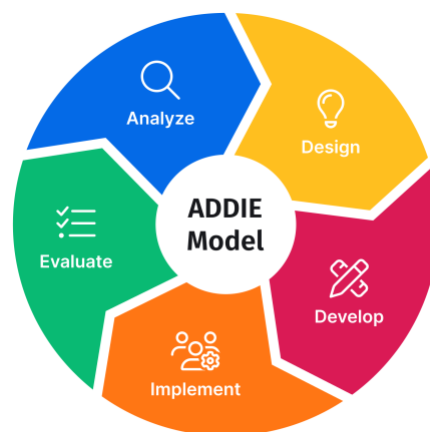 ADDIE
Model
Analyze
Design
Develop
Implement
Evaluate